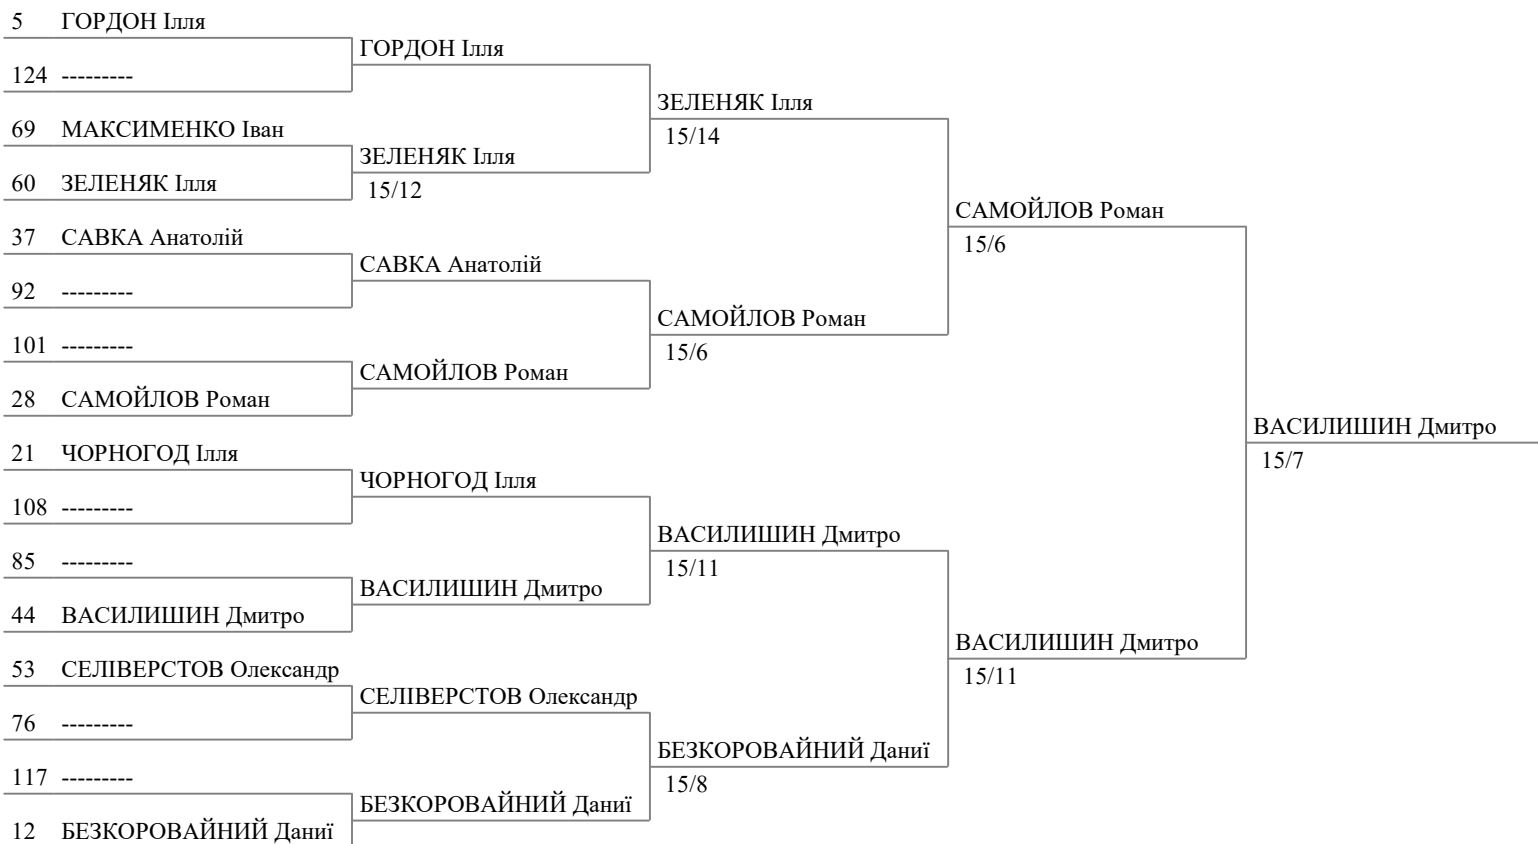 5 ГОРДОН Ілля
124 ---------
69 МАКСИМЕНКО Іван
60 ЗЕЛЕНЯК Ілля
37 САВКА Анатолій
92 ---------
101 ---------
28 САМОЙЛОВ Роман
21 ЧОРНОГОД Ілля
108 ---------
85 ---------
44 ВАСИЛИШИН Дмитро
53 СЕЛІВЕРСТОВ Олександр
76 ---------
117 ---------
12 БЕЗКОРОВАЙНИЙ Даниї
ГОРДОН Ілля
ЗЕЛЕНЯК Ілля
15/12
САВКА Анатолій
САМОЙЛОВ Роман
ЧОРНОГОД Ілля
ВАСИЛИШИН Дмитро
СЕЛІВЕРСТОВ Олександр
БЕЗКОРОВАЙНИЙ Даниї
ЗЕЛЕНЯК Ілля
15/14
САМОЙЛОВ Роман
15/6
ВАСИЛИШИН Дмитро
15/11
БЕЗКОРОВАЙНИЙ Даниї
15/8
САМОЙЛОВ Роман
15/6
ВАСИЛИШИН Дмитро
15/11
ВАСИЛИШИН Дмитро
15/7